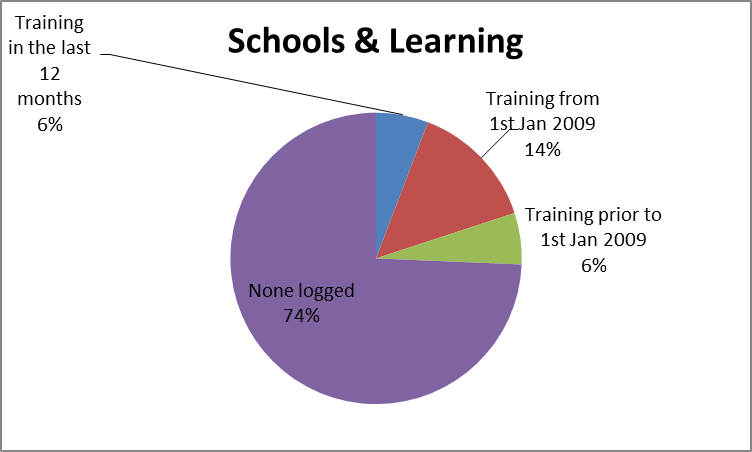 Schools & Learning
Training
in the last
12
months
6%
Training from
1st Jan 2009
14%
Training prior to
1st Jan 2009
6%
None logged
74%